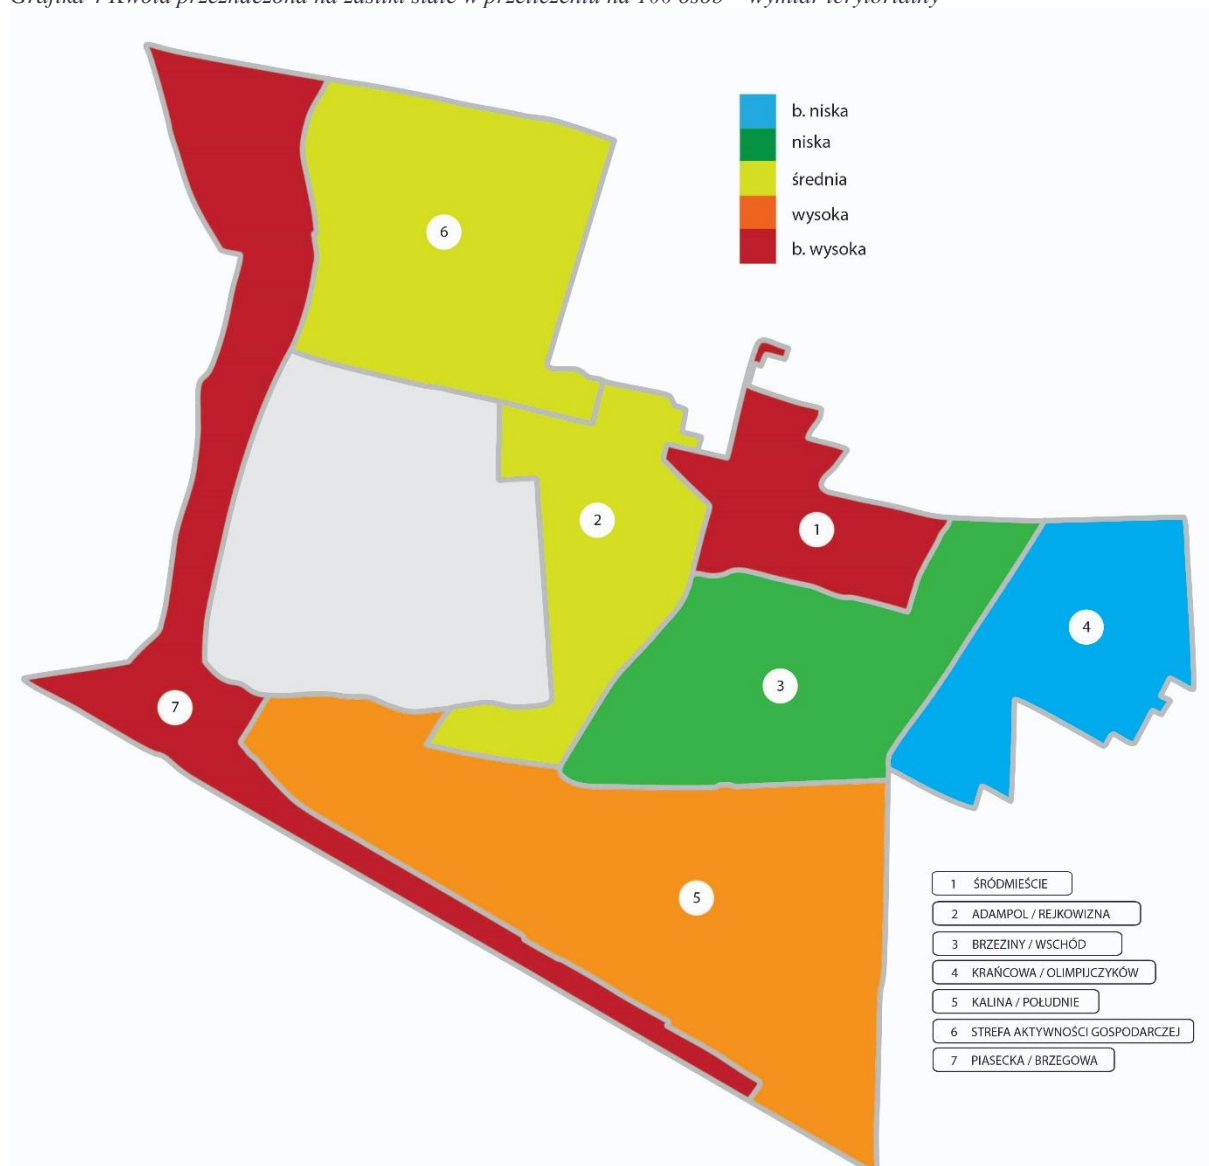 Grafika 4 Kwota przeznaczona na zasiłki stałe w przeliczeniu na 100 osób – wymiar terytorialny
b. niska
niska
średnia
wysoka
b. wysoka
6
2
1
4
3
7
5
1 ŚRÓDMIEŚCIE
2 ADAMPOL / REJKOWIZNA
3 BRZEZINY / WSCHÓD
4 KRAŃCOWA / OLIMPIJCZYKÓW
5 KALINA / POŁUDNIE
6 STREFA AKTYWNOŚCI GOSPODARCZEJ
7 PIASECKA / BRZEGOWA